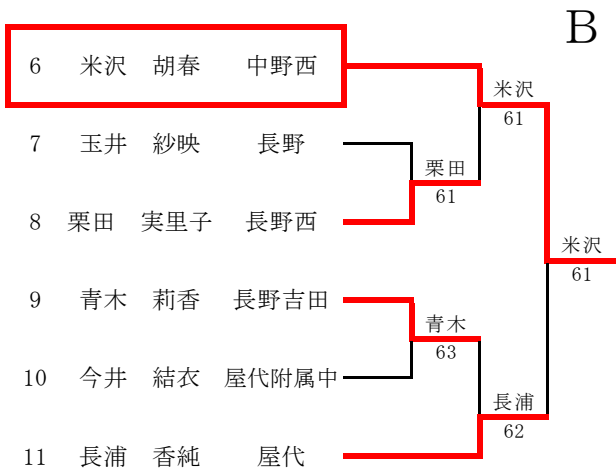 B
6 米沢 胡春 中野西
米沢
61
7 玉井 紗映 長野
栗田
61
8 栗田 実里子 長野西
米沢
61
9 青木 莉香 長野吉田
青木
63
10 今井 結衣 屋代附属中
長浦
62
11 長浦 香純 屋代